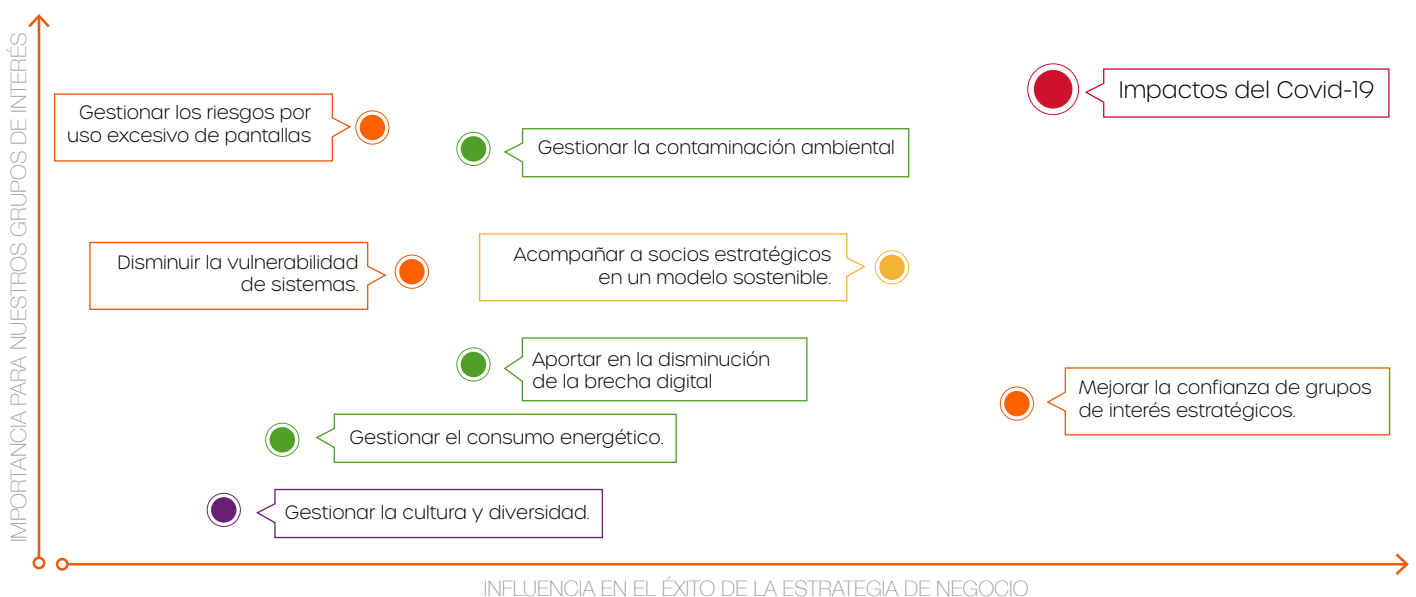 IMPORTANCIA PARA NUESTROS GRUPOS DE INTERÉS
Impactos del Covid-19
Gestionar los riesgos por
uso excesivo de pantallas
Gestionar la contaminación ambiental
Disminuir la vulnerabilidad
de sistemas.
Acompañar a socios estratégicos
en un modelo sostenible.
Aportar en la disminución
de la brecha digital
Mejorar la confianza de grupos
de interés estratégicos.
Gestionar el consumo energético.
Gestionar la cultura y diversidad.
INFLUENCIA EN EL ÉXITO DE LA ESTRATEGIA DE NEGOCIO